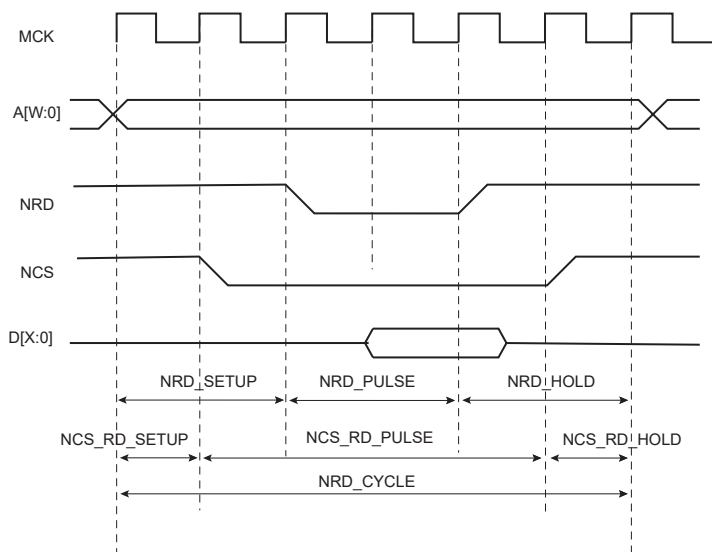 MCK
A[W:0]
NRD
NCS
D[X:0]
NRD_SETUP NRD_PULSE NRD_HOLD
NCS_RD_SETUP NCS_RD_PULSE NCS_RD_HOLD
NRD_CYCLE